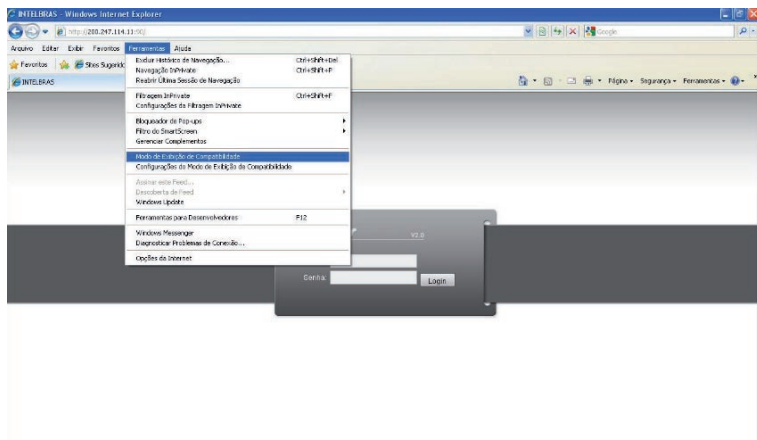 INTELBRAS - Windows Internet Explorer
http://200.247.114.11:90/
Google
Arquivo Editar Exibir Favoritos Ferramentas Ajuda
Favoritos Sites Sugeridos
INTELBRAS
Página Segurança Ferramentas
Excluir Histórico de Navegação... Ctrl+Shift+Del
Navegação InPrivate Ctrl+Shift+P
Reabrir Última Sessão de Navegação
Filtragem InPrivate Ctrl+Shift+F
Configurações da Filtragem InPrivate
Bloqueador de Pop-ups
Filtro do SmartScreen
Gerenciar Complementos
Modo de Exibição de Compatibilidade
Configurações do Modo de Exibição de Compatibilidade
Assinar este Feed...
Descoberta de Feed
Windows Update
Ferramentas para Desenvolvedores F12
Windows Messenger
Diagnosticar Problemas de Conexão...
Opções da Internet
V2.0
Senha:
Login